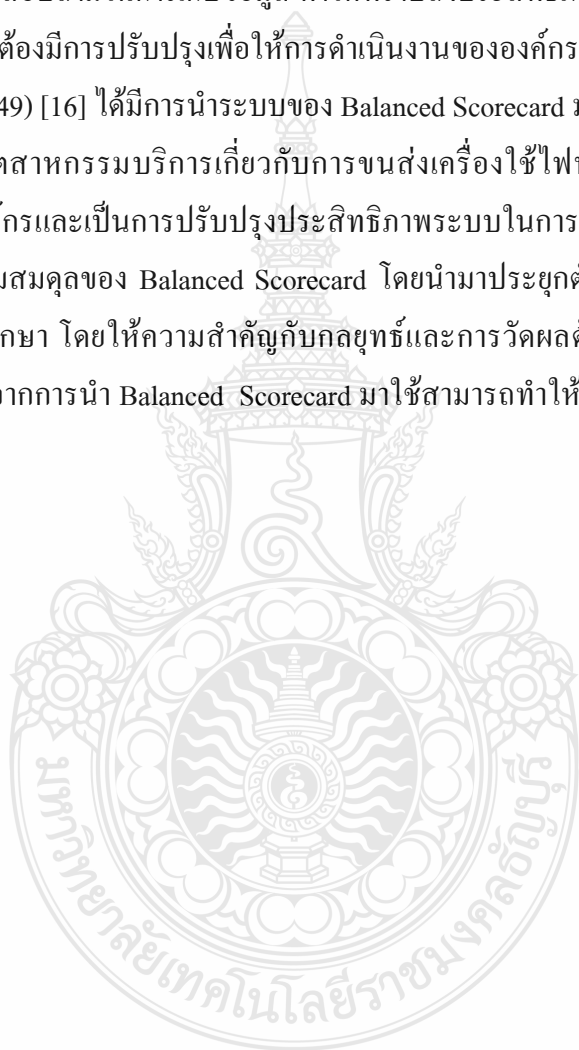 ต้องมีการปรับปรุงเพื่อให้การดำเนินงานขององค์กร
49) [16] ได้มีการนำระบบของ Balanced Scorecard
ตสาหกรรมบริการเกี่ยวกับการขนส่งเครื่องใช้ไฟ
ก์กรและเป็นการปรับปรุงประสิทธิภาพระบบในการ
มสมดุลของ Balanced Scorecard โดยนำมาประยุกต์
กษา โดยให้ความสำคัญกับกลยุทธ์และการวัดผล
จากการนำ Balanced Scorecard มาใช้สามารถทำให้
มหาวิทยาลัยเทคโนโลยีราชมงคลธัญบุรี